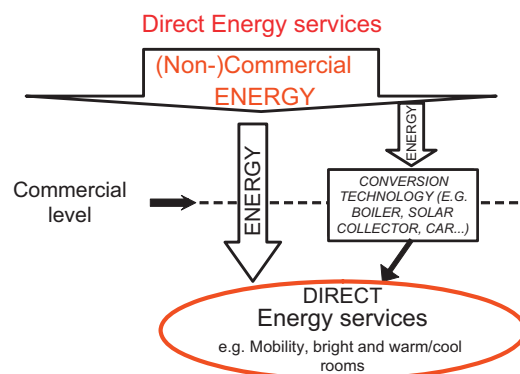 Direct Energy services
(Non-)Commercial
ENERGY
ENERGY
ENERGY
Commercial
level
CONVERSION
TECHNOLOGY (E.G.
BOILER, SOLAR
COLLECTOR, CAR...)
DIRECT
Energy services
e.g. Mobility, bright and warm/cool
rooms